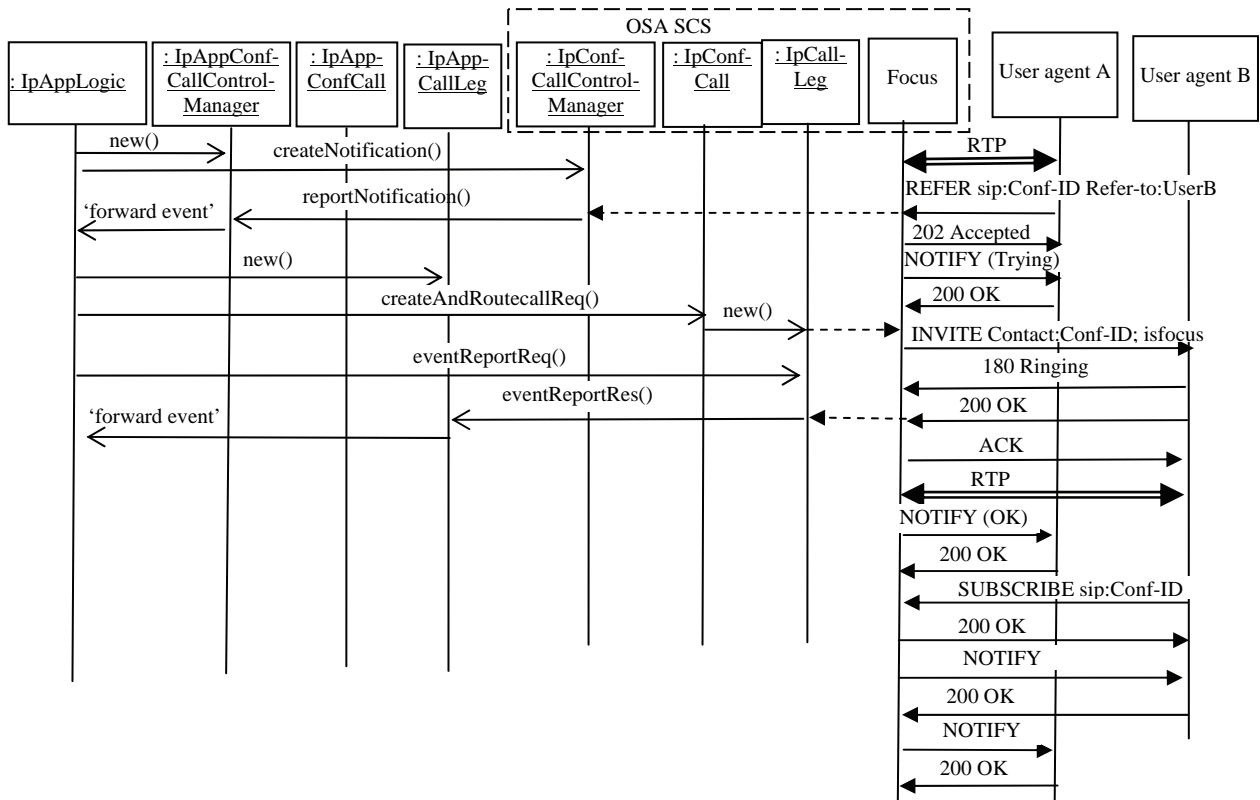 OSA SCS
: IpAppLogic
: IpAppConf-
CallControl-
Manager
: IpApp-
ConfCall
: IpApp-
CallLeg
: IpConf-
CallControl-
Manager
: IpConf-
Call
: IpCall-
Leg
Focus
User agent A
User agent B
new()
createNotification()
RTP
REFER sip:Conf-ID Refer-to:UserB
reportNotification()
‘forward event’
202 Accepted
new()
NOTIFY (Trying)
200 OK
createAndRoutecallReq()
new()
INVITE Contact:Conf-ID; isfocus
eventReportReq()
180 Ringing
eventReportRes()
200 OK
‘forward event’
ACK
RTP
NOTIFY (OK)
200 OK
SUBSCRIBE sip:Conf-ID
200 OK
NOTIFY
200 OK
NOTIFY
200 OK